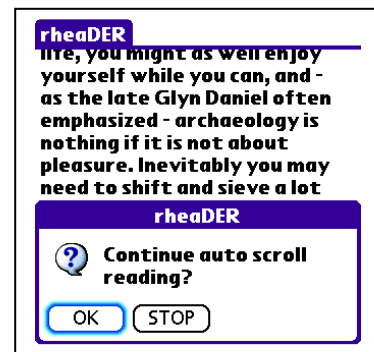 rheaDER
life, you might as well enjoy
yourself while you can, and -
as the late Glyn Daniel often
emphasized - archaeology is
nothing if it is not about
pleasure. Inevitably you may
need to shift and sieve a lot
rheaDER
Continue auto scroll
reading?
OK STOP